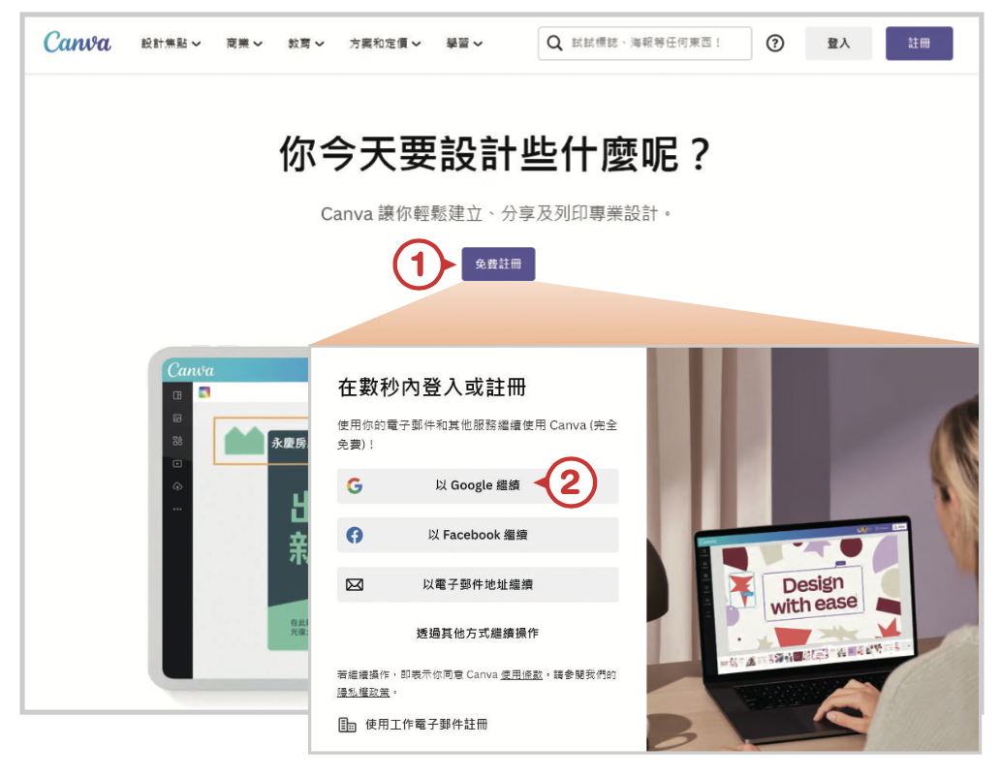 Canva 設計焦點 商業 教育 方案和定價 學習 試試標誌、海報等任何東西！ ? 登入 註冊
你今天要設計些什麼呢？
Canva 讓你輕鬆建立、分享及列印專業設計。
1 免費註冊
Canva
永慶房
出
新
在此
在數秒內登入或註冊
使用你的電子郵件和其他服務繼續使用 Canva (完全
免費)！
以 Google 繼續 2
以 Facebook 繼續
以電子郵件地址繼續
透過其他方式繼續操作
若繼續操作，即表示你同意 Canva 使用條款。請參閱我們的
隱私權政策。
使用工作電子郵件註冊
Design
with ease